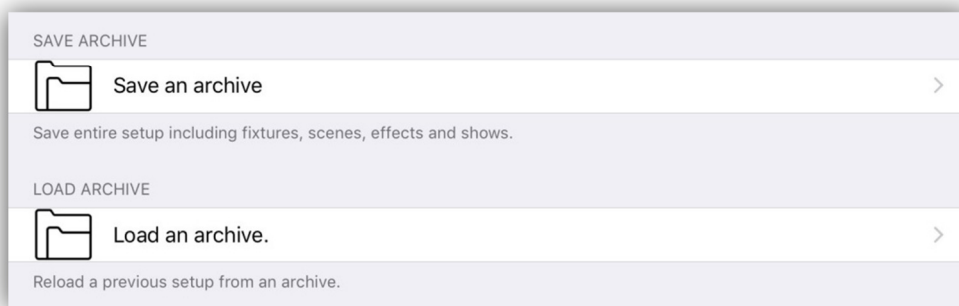 SAVE ARCHIVE
Save an archive
Save entire setup including fixtures, scenes, effects and shows.
LOAD ARCHIVE
Load an archive.
Reload a previous setup from an archive.